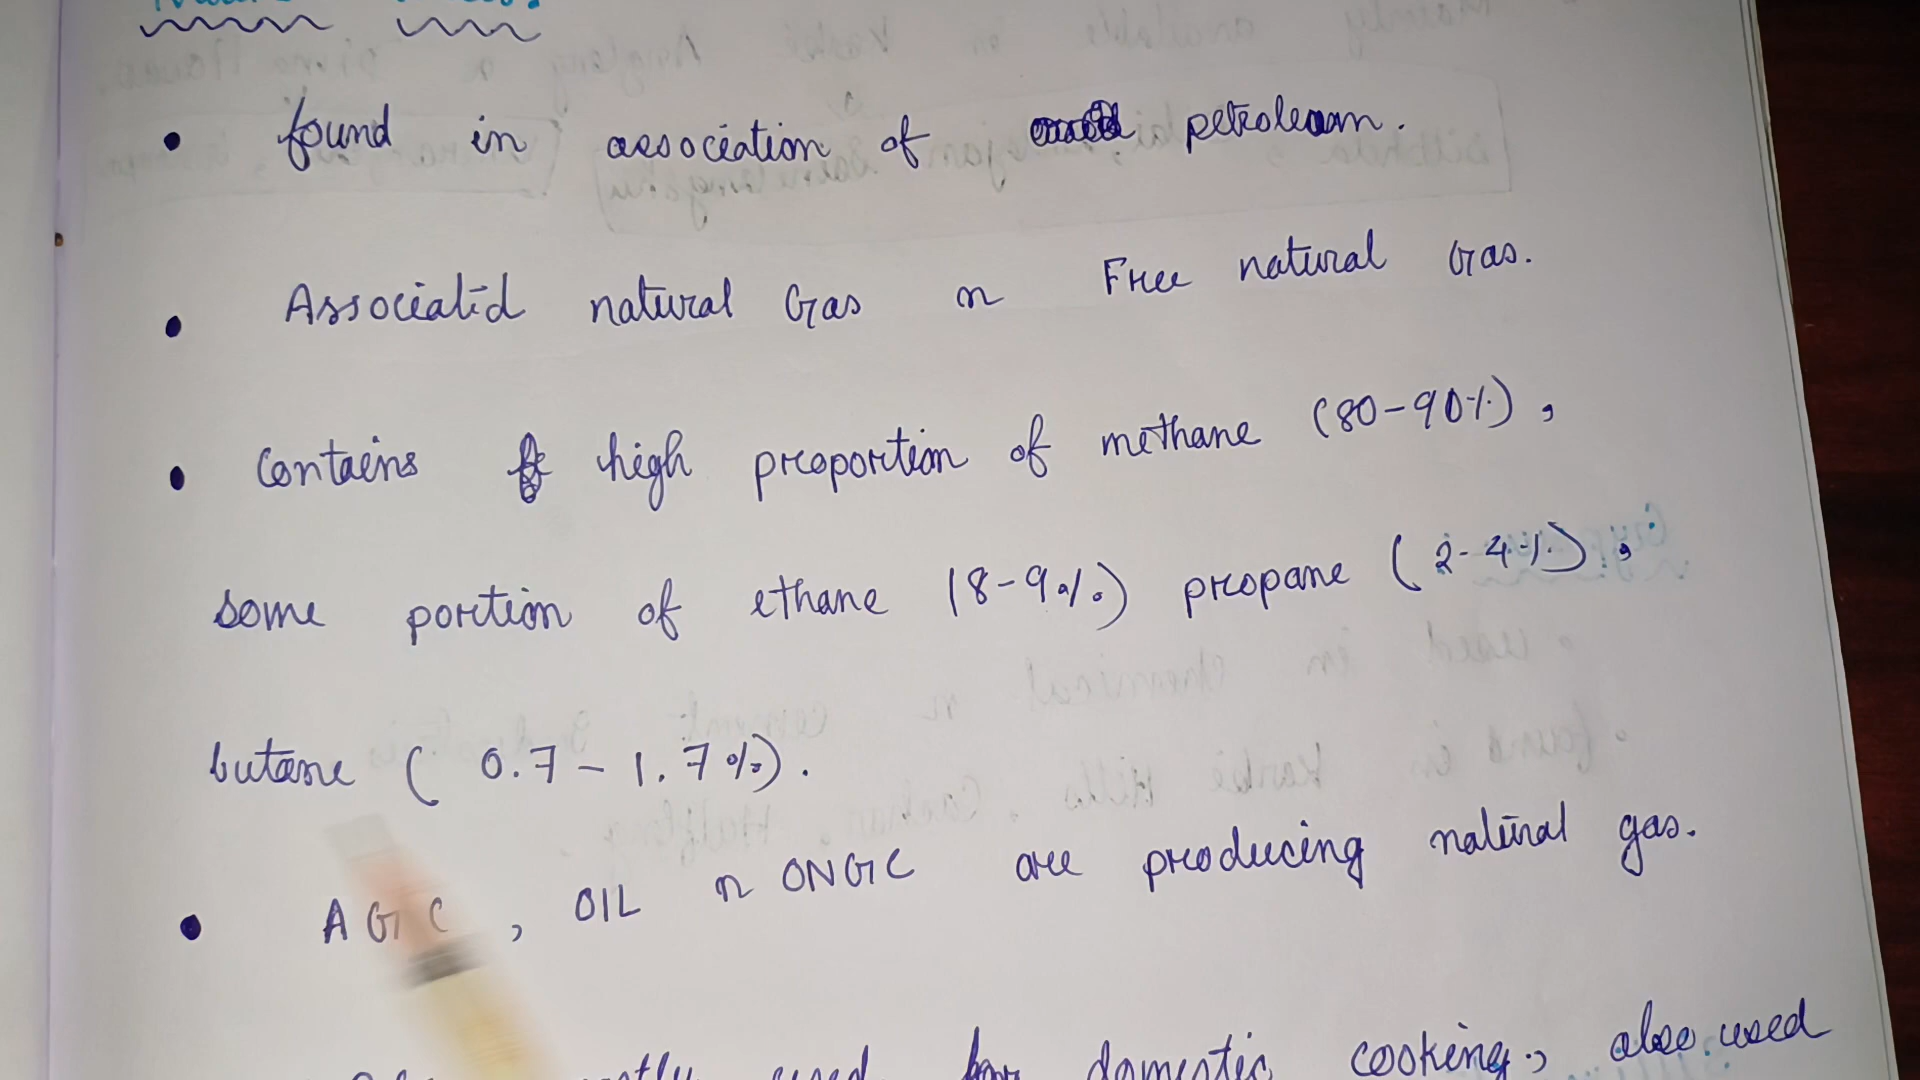 • found in association of petroleum.
• Associated natural Gas n Free natural Gas.
• Contains high proportion of methane (80-90%),
some portion of ethane (8-9%) propane (2-4%),
butane (0.7-1.7%).
• AGC, OIL n ONGC are producing natural gas.
used for domestic cooking, also used